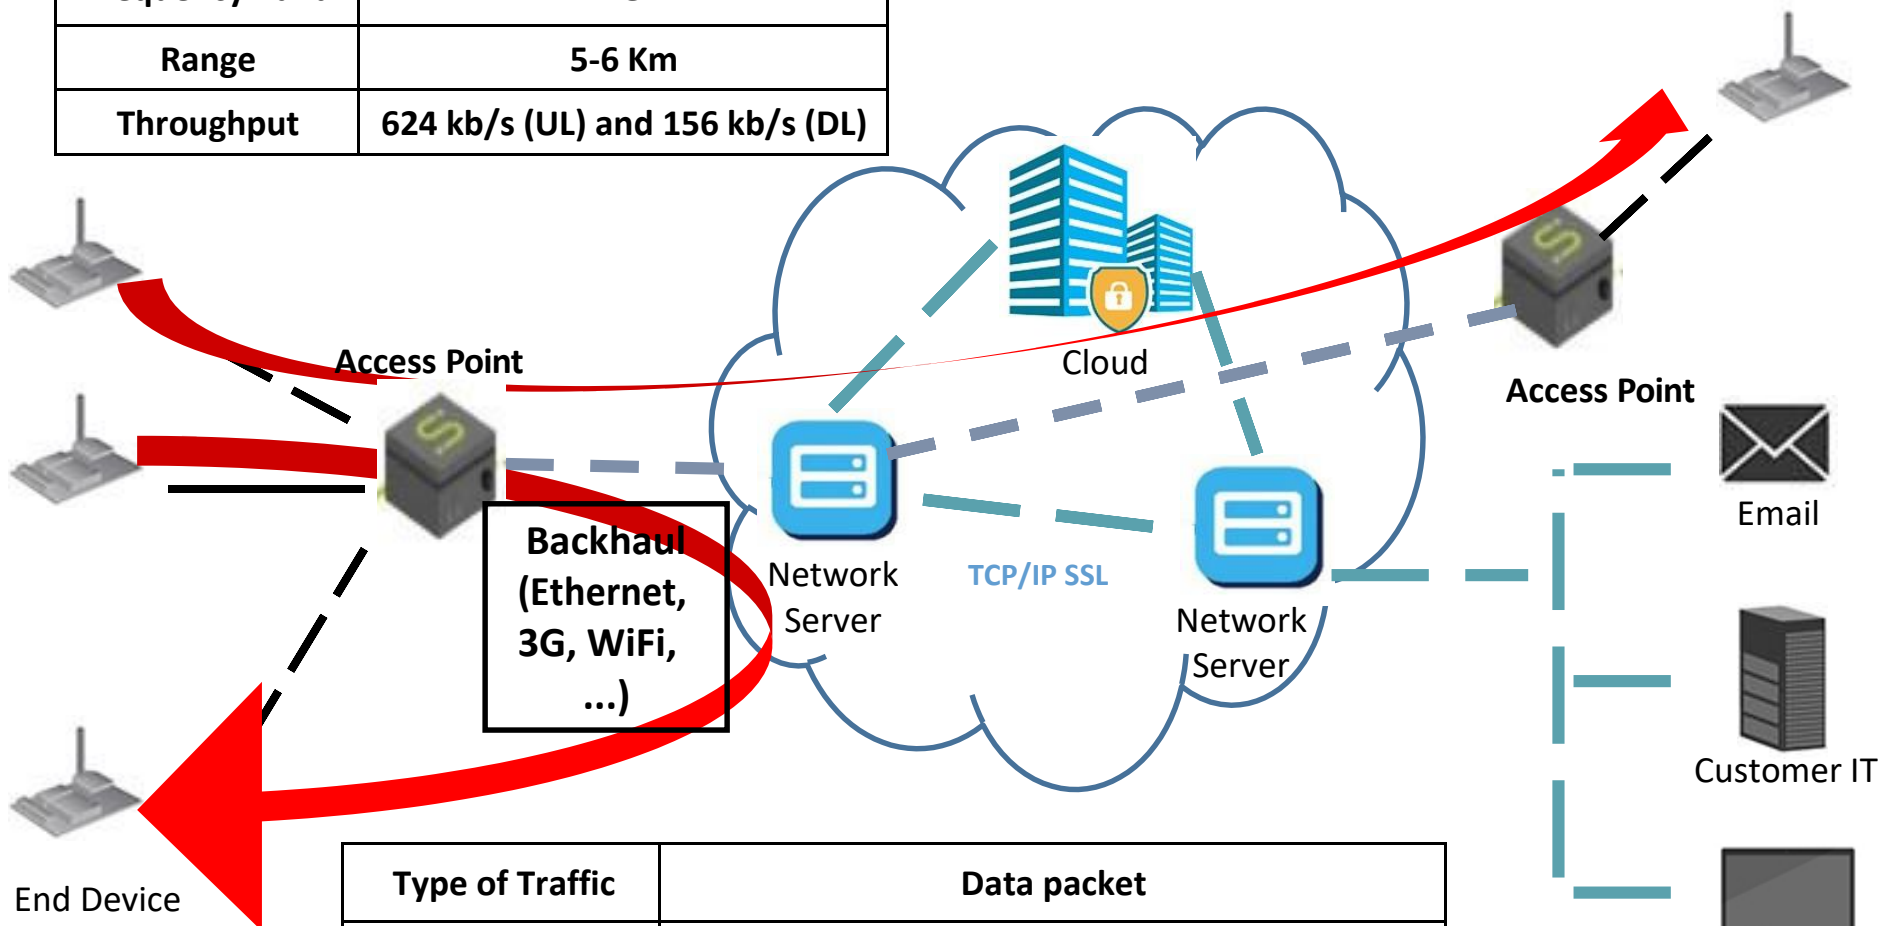 Range
5-6 Km
Throughput
624 kb/s (UL) and 156 kb/s (DL)
Access Point
Cloud
Access Point
Email
Backhaul
(Ethernet,
3G, WiFi,
...)
Network
Server
TCP/IP SSL
Network
Server
Customer IT
End Device
Type of Traffic
Data packet